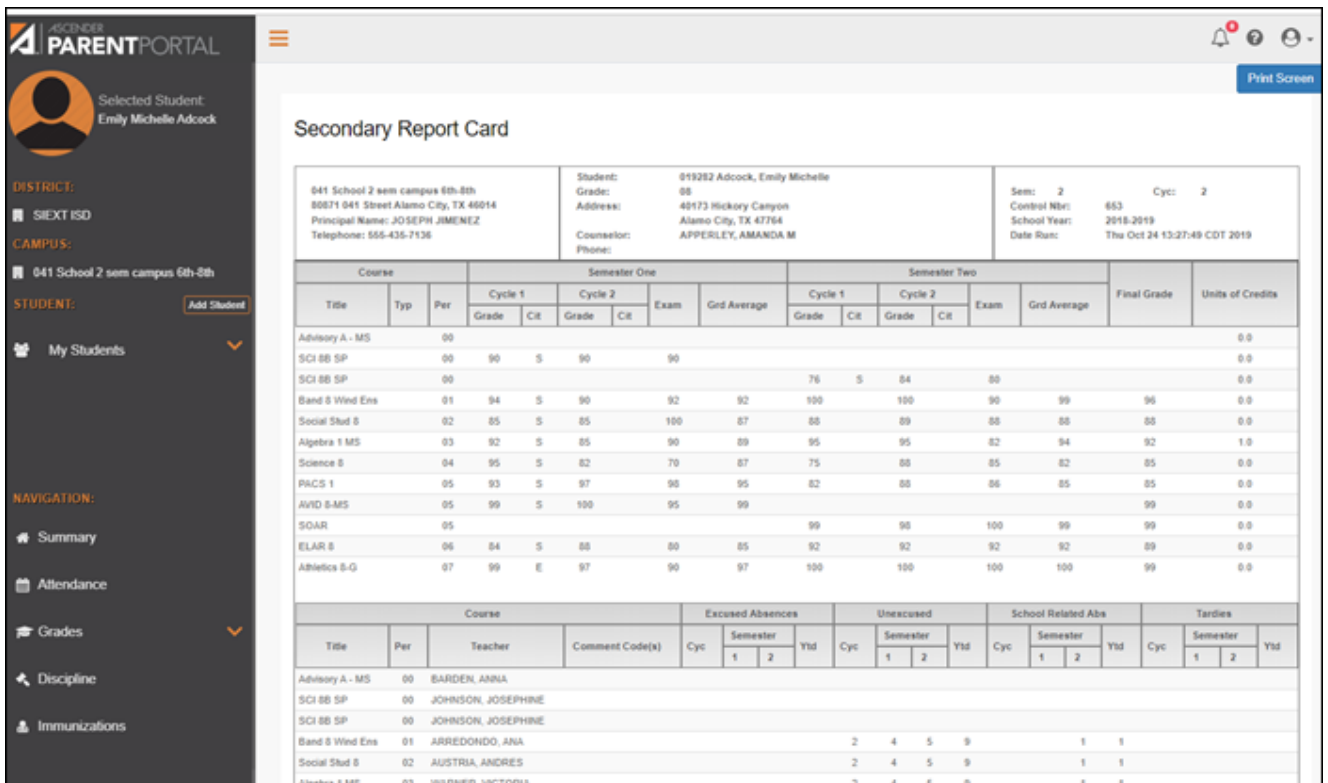 ASCENDER
PARENTPORTAL
0
Print Screen
Selected Student:
Emily Michelle Adcock
DISTRICT:
SIEXT ISD
CAMPUS:
041 School 2 sem campus 6th-8th
STUDENT: Add Student
My Students
NAVIGATION:
Summary
Attendance
Grades
Discipline
Immunizations
Secondary Report Card
041 School 2 sem campus 6th-8th
80871 041 Street Alamo City, TX 46014
Principal Name: JOSEPH JIMENEZ
Telephone: 555-435-7136
Student: 019282 Adcock, Emily Michelle
Grade: 08
Address: 40173 Hickory Canyon
Alamo City, TX 47764
Counselor: APPERLEY, AMANDA M
Phone:
Sem: 2 Cyc: 2
Control Nbr: 653
School Year: 2018-2019
Date Run: Thu Oct 24 13:27:49 CDT 2019
Course Semester One Semester Two Final Grade Units of Credits
Title Typ Per Cycle 1 Cycle 2 Exam Grd Average Cycle 1 Cycle 2 Exam Grd Average
Grade Cit Grade Cit Grade Cit Grade Cit
Advisory A - MS 00 0.0
SCI 8B SP 00 90 S 90 90 0.0
SCI 8B SP 00 76 S 84 80 0.0
Band 8 Wind Ens 01 94 S 90 92 92 100 100 90 99 96 0.0
Social Stud 8 02 85 S 85 100 87 88 89 88 88 88 0.0
Algebra 1 MS 03 92 S 85 90 89 95 95 82 94 92 1.0
Science 8 04 95 S 82 70 87 75 88 85 82 85 0.0
PACS 1 05 93 S 97 98 95 82 88 86 85 85 0.0
AVID 8-MS 05 99 S 100 95 99 99 0.0
SOAR 05 99 98 100 99 99 0.0
ELAR 8 06 84 S 88 80 85 92 92 92 92 89 0.0
Athletics 8-G 07 99 E 97 90 97 100 100 100 100 99 0.0
Course Excused Absences Unexcused School Related Abs Tardies
Title Per Teacher Comment Code(s) Cyc Semester Ytd Cyc Semester Ytd Cyc Semester Ytd Cyc Semester Ytd
1 2 1 2 1 2 1 2
Advisory A - MS 00 BARDEN, ANNA
SCI 8B SP 00 JOHNSON, JOSEPHINE
SCI 8B SP 00 JOHNSON, JOSEPHINE
Band 8 Wind Ens 01 ARREDONDO, ANA 2 4 5 9 1 1
Social Stud 8 02 AUSTRIA, ANDRES 2 4 5 9 1 1